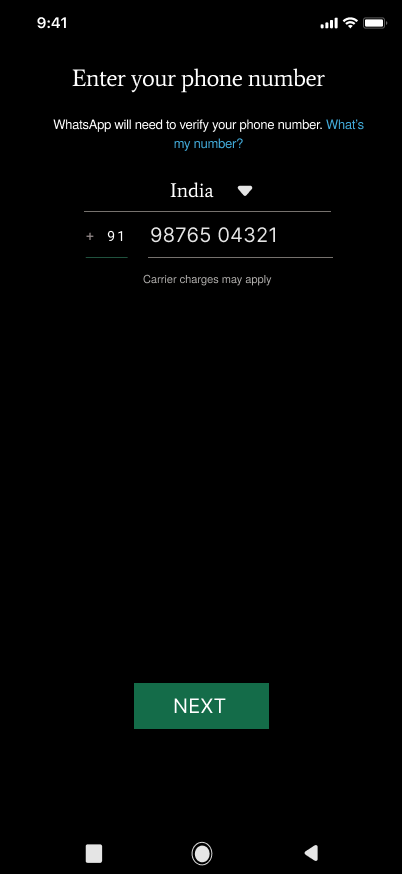 9:41
Enter your phone number
WhatsApp will need to verify your phone number. What's
my number?
India
+ 91 98765 04321
Carrier charges may apply
NEXT